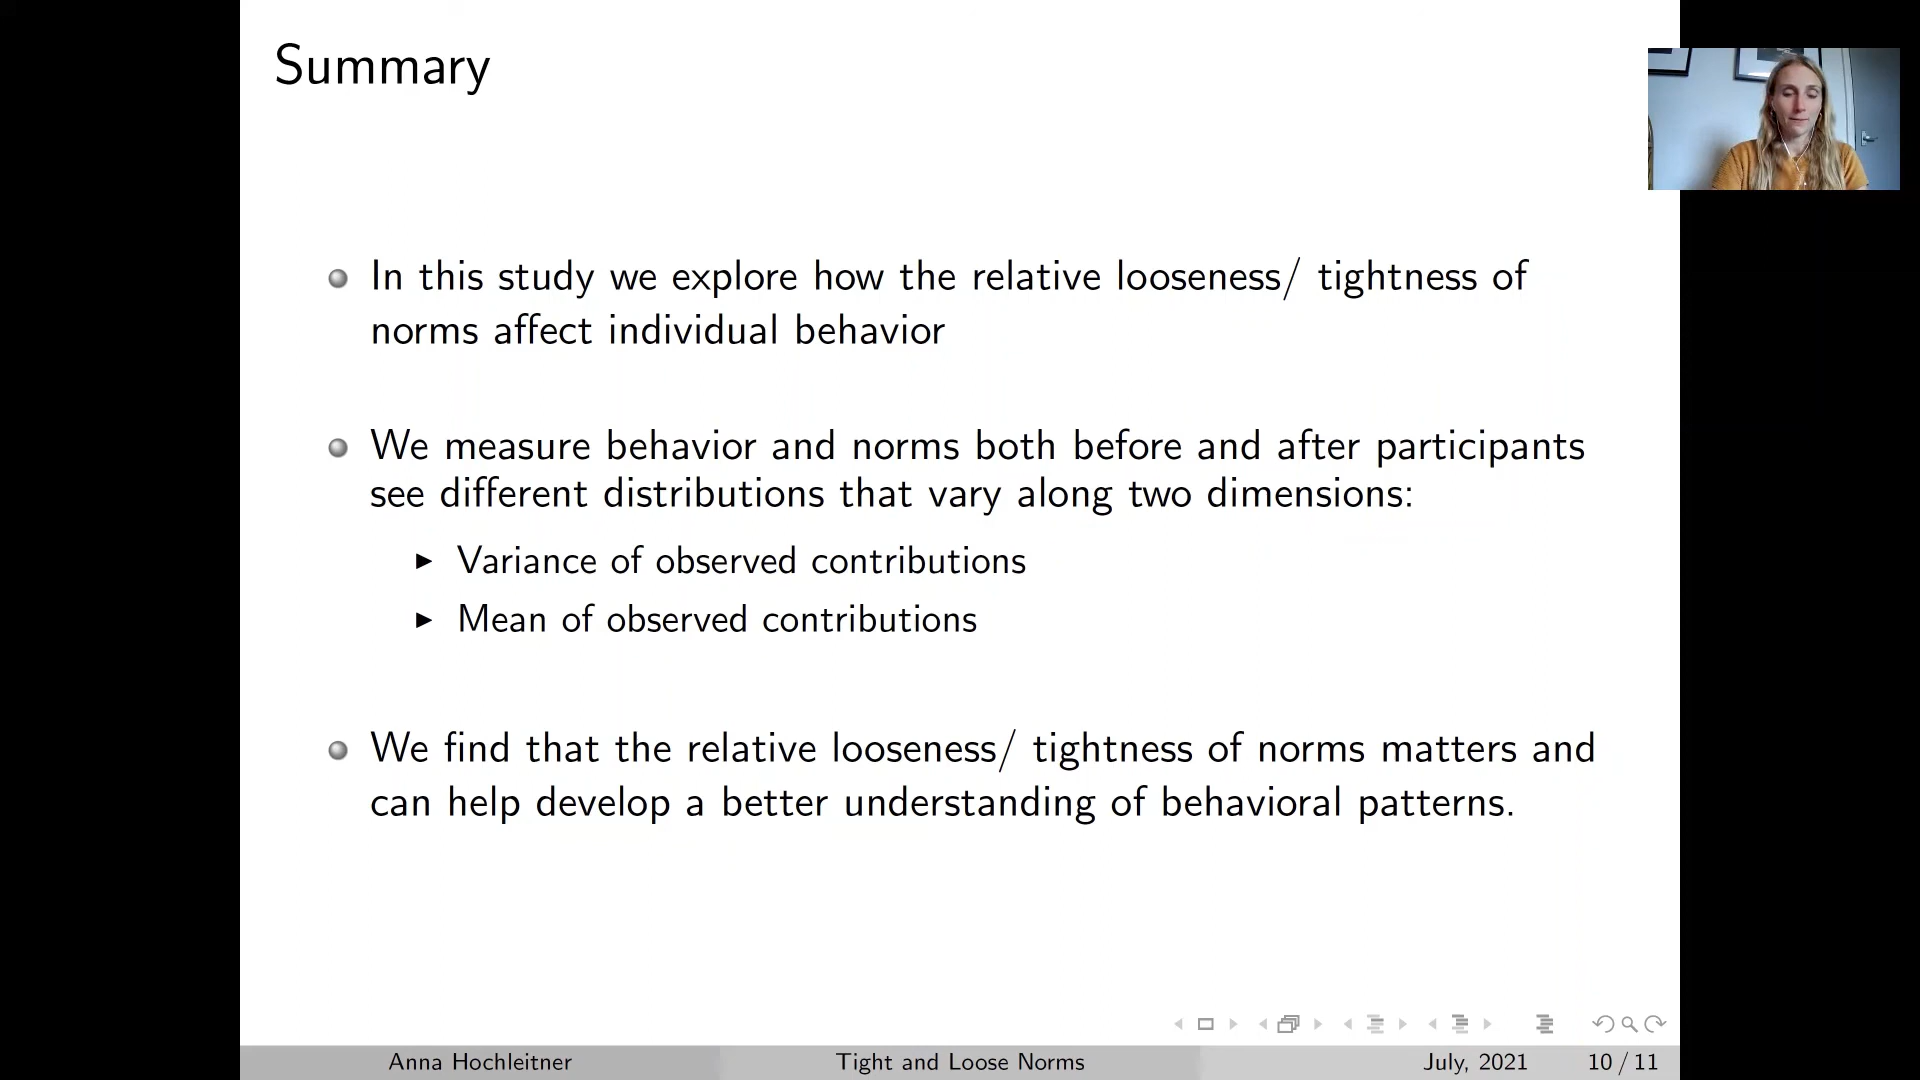 Summary
In this study we explore how the relative looseness/ tightness of
norms affect individual behavior
We measure behavior and norms both before and after participants
see different distributions that vary along two dimensions:
Variance of observed contributions
Mean of observed contributions
We find that the relative looseness/ tightness of norms matters and
can help develop a better understanding of behavioral patterns.
Anna Hochleitner Tight and Loose Norms July, 2021 10 / 11